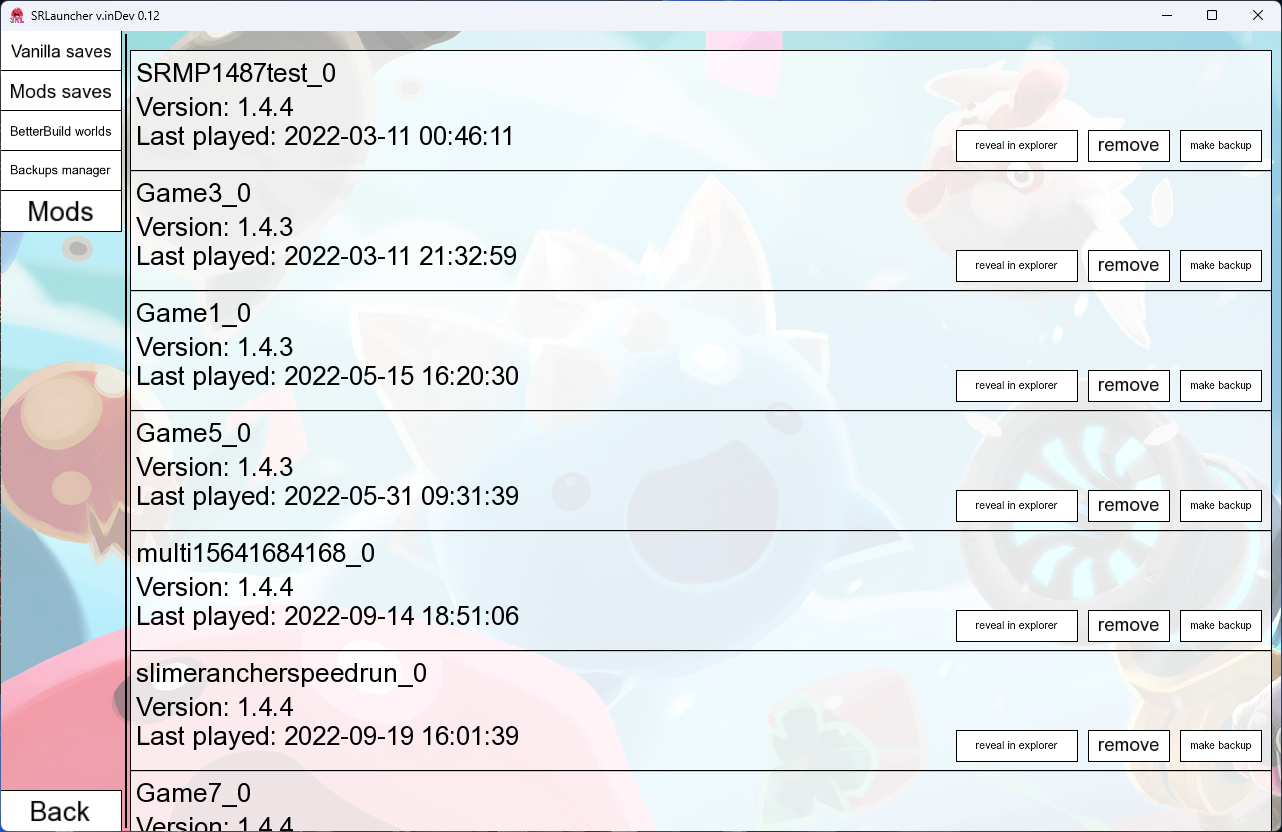 SRLauncher v.inDev 0.12
Vanilla saves
Mods saves
BetterBuild worlds
Backups manager
Mods
Back
SRMP1487test_0
Version: 1.4.4
Last played: 2022-03-11 00:46:11
reveal in explorer remove make backup
Game3_0
Version: 1.4.3
Last played: 2022-03-11 21:32:59
reveal in explorer remove make backup
Game1_0
Version: 1.4.3
Last played: 2022-05-15 16:20:30
reveal in explorer remove make backup
Game5_0
Version: 1.4.3
Last played: 2022-05-31 09:31:39
reveal in explorer remove make backup
multi15641684168_0
Version: 1.4.4
Last played: 2022-09-14 18:51:06
reveal in explorer remove make backup
slimerancherspeedrun_0
Version: 1.4.4
Last played: 2022-09-19 16:01:39
reveal in explorer remove make backup
Game7_0
Version: 1.4.4